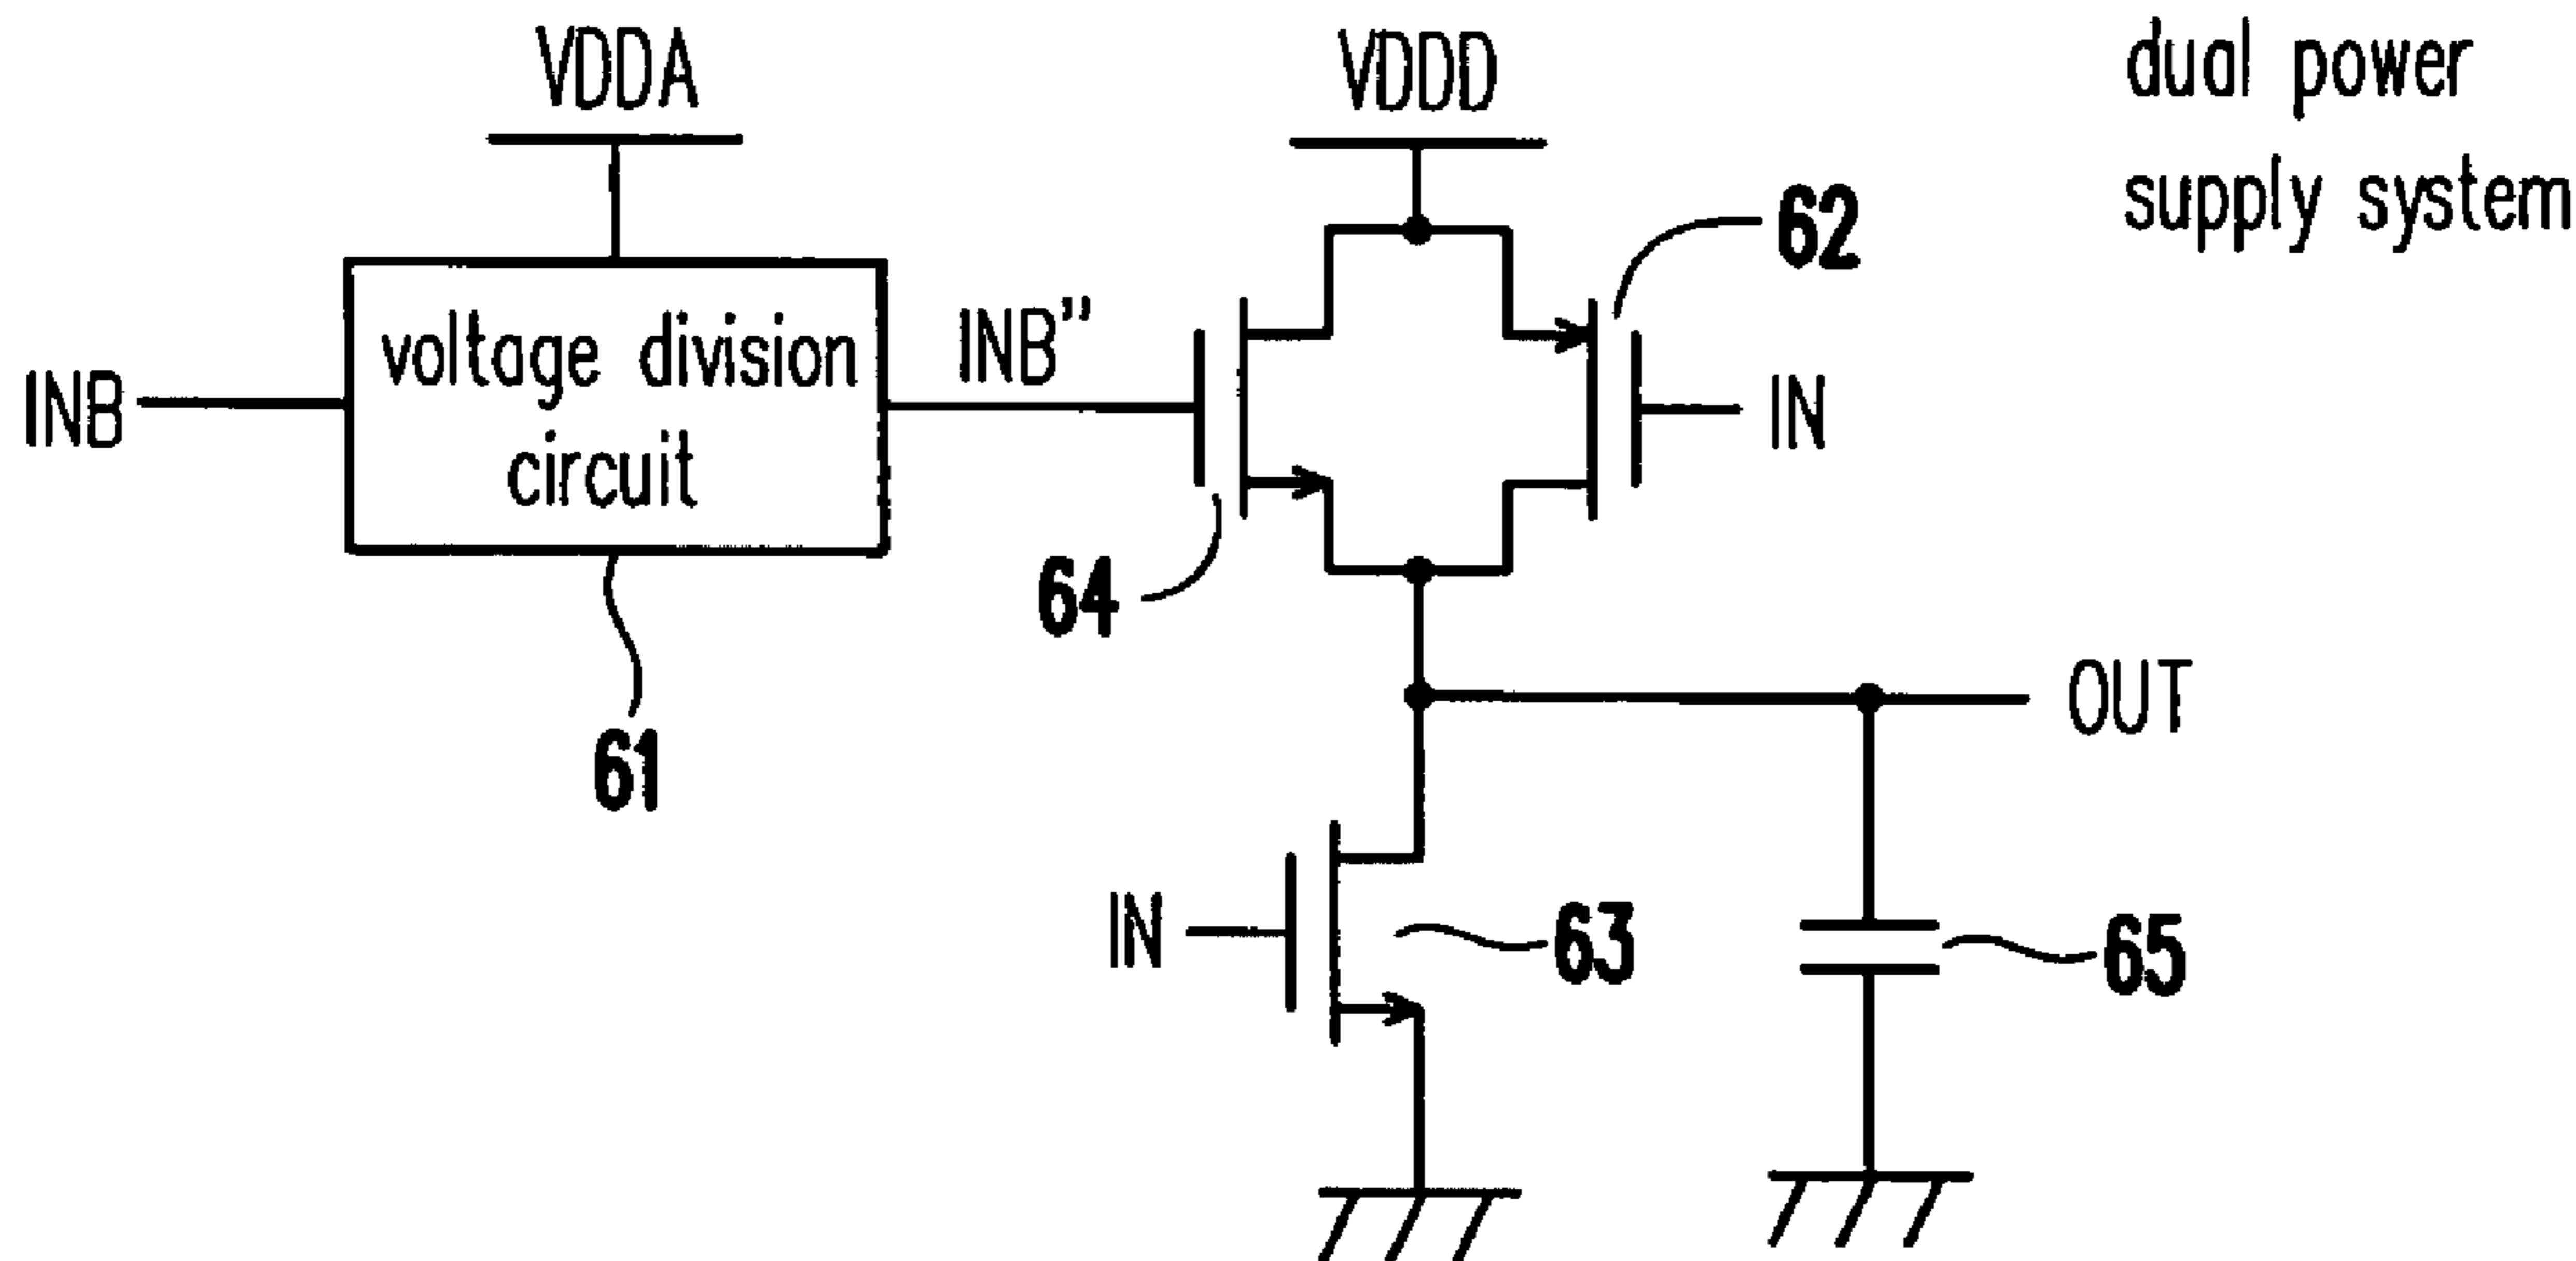 VDDA
VDDD
dual power
supply system
62
voltage division
circuit
INB
INB"
IN
64
61
OUT
IN
63
65